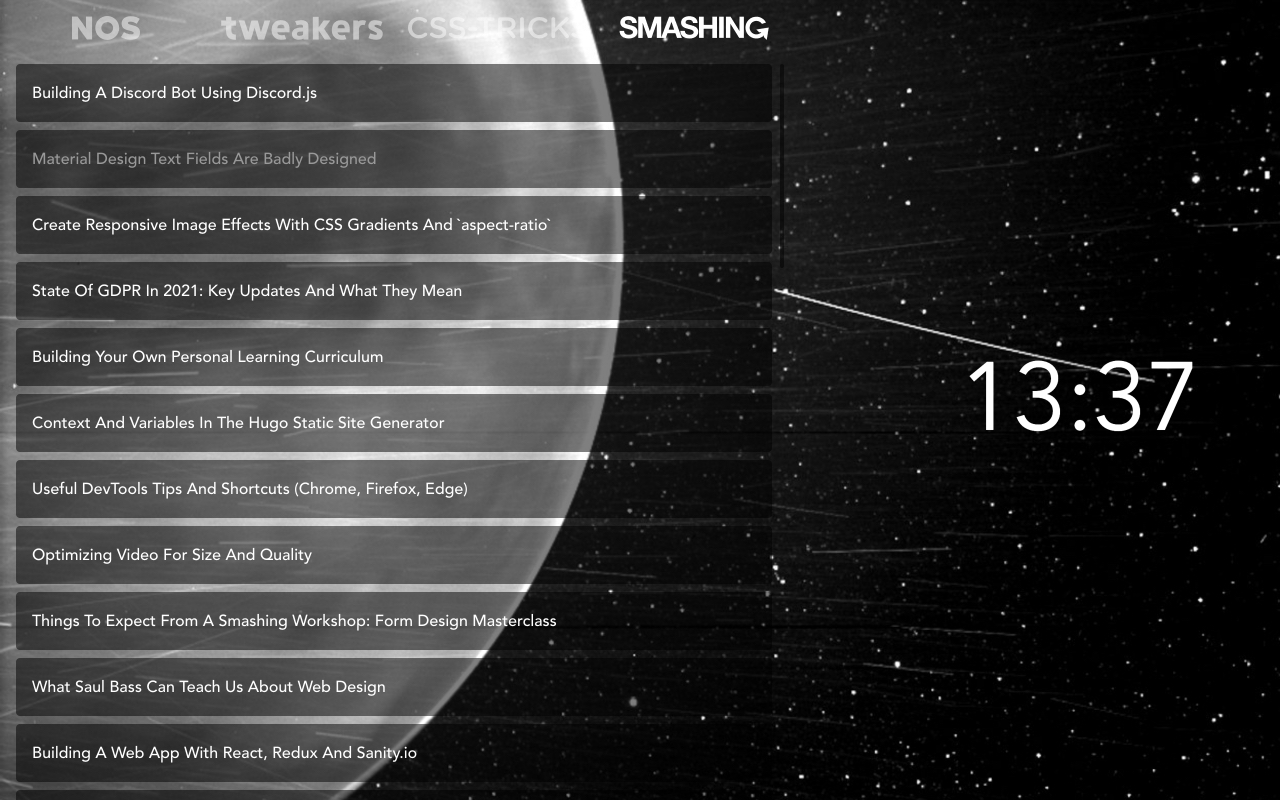 NOS
tweakers
CSS-TRICKS
SMASHING
Building A Discord Bot Using Discord.js
Material Design Text Fields Are Badly Designed
Create Responsive Image Effects With CSS Gradients And `aspect-ratio`
State Of GDPR In 2021: Key Updates And What They Mean
13:37
Building Your Own Personal Learning Curriculum
Context And Variables In The Hugo Static Site Generator
Useful DevTools Tips And Shortcuts (Chrome, Firefox, Edge)
Optimizing Video For Size And Quality
Things To Expect From A Smashing Workshop: Form Design Masterclass
What Saul Bass Can Teach Us About Web Design
Building A Web App With React, Redux And Sanity.io